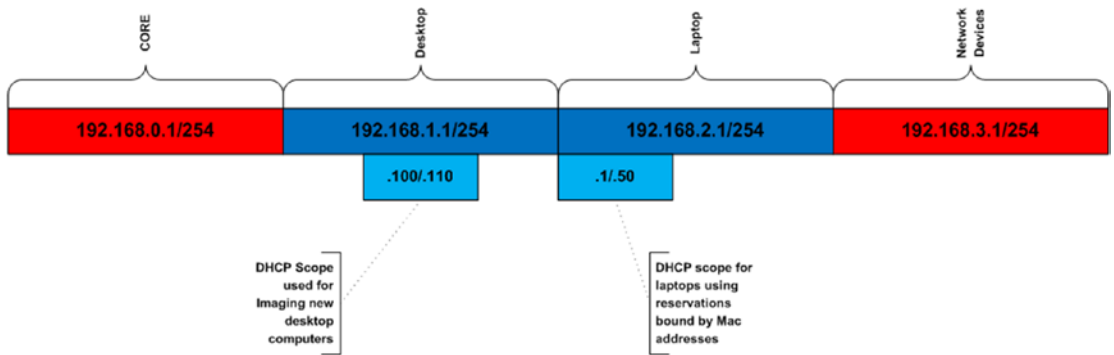 CORE
Desktop
Laptop
Network
Devices
192.168.0.1/254
192.168.1.1/254
192.168.2.1/254
192.168.3.1/254
.100/.110
.1/.50
DHCP Scope
used for
Imaging new
desktop
computers
DHCP scope for
laptops using
reservations
bound by Mac
addresses